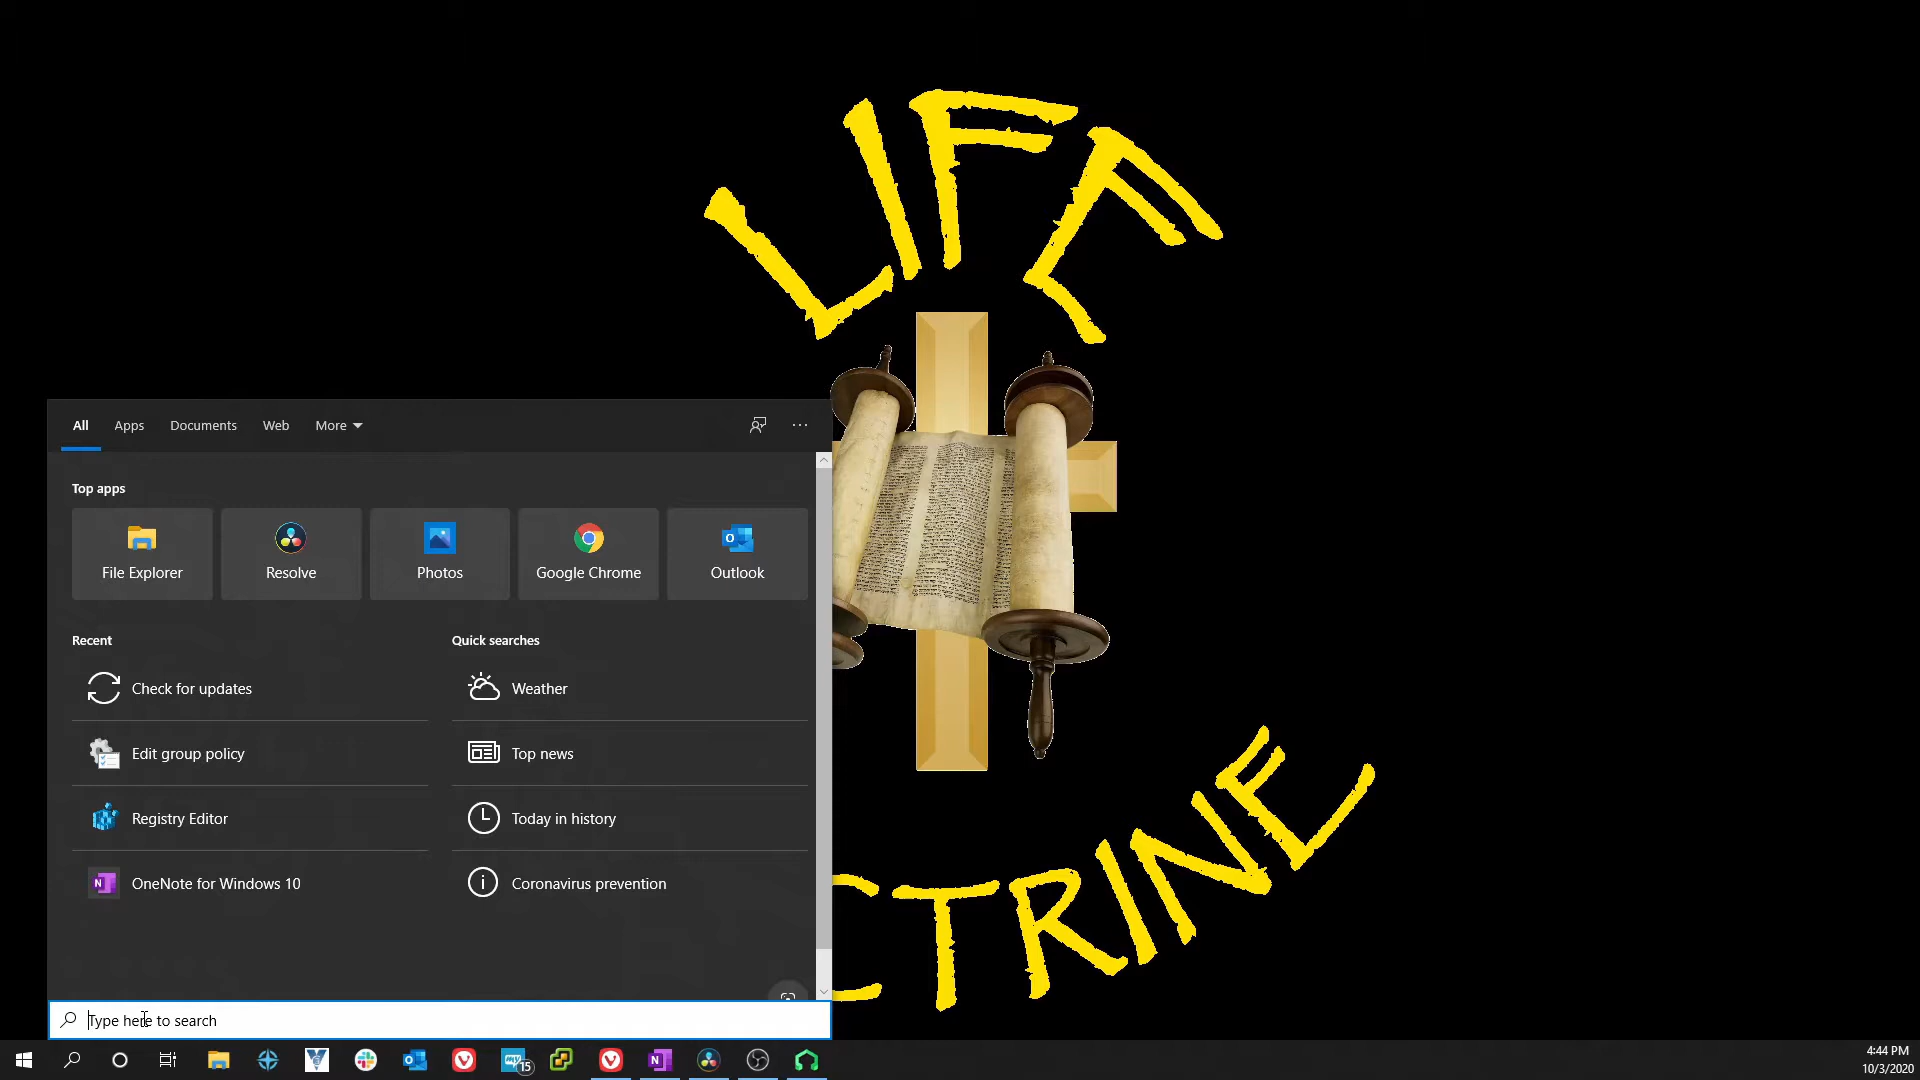 LIFE
All Apps Documents Web More
Top apps
File Explorer Resolve Photos Google Chrome Outlook
Recent Quick searches
Check for updates Weather
Edit group policy Top news
Registry Editor Today in history
OneNote for Windows 10 Coronavirus prevention
CTRINE
Type here to search
15
4:44 PM
10/3/2020